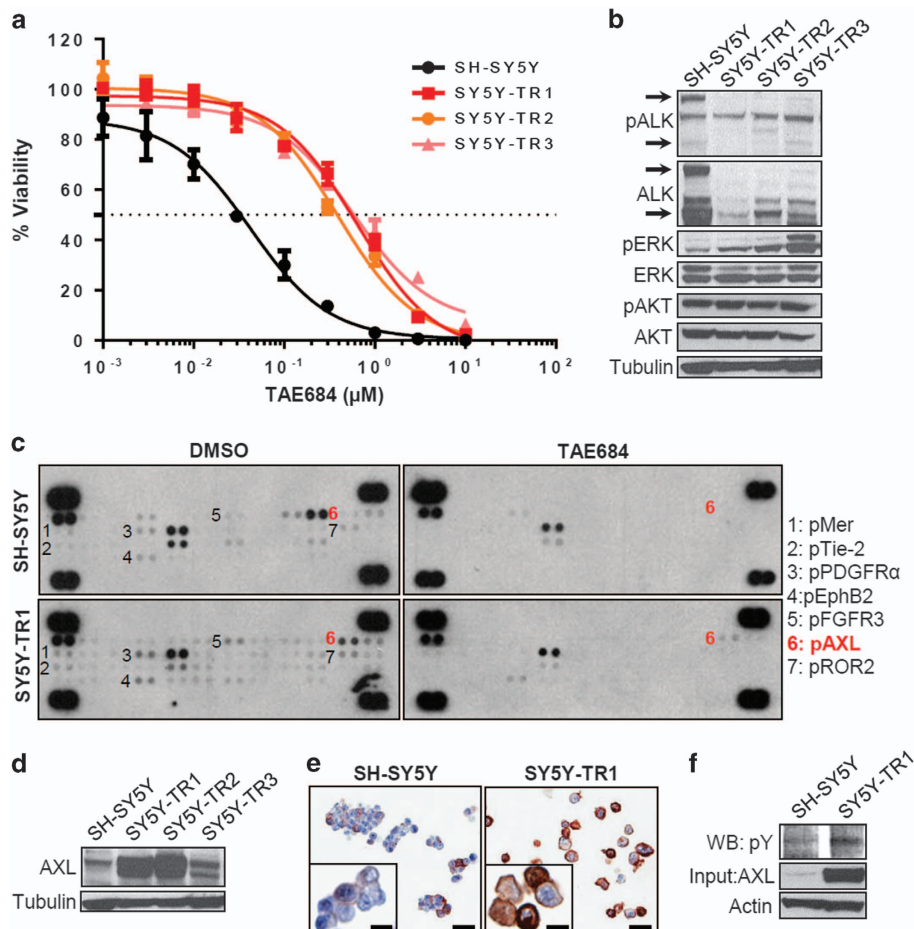 a
120
100
80
60
40
20
0
% Viability
10⁻³ 10⁻² 10⁻¹ 10⁰ 10¹ 10²
TAE684 (µM)
SH-SY5Y
SY5Y-TR1
SY5Y-TR2
SY5Y-TR3
b
SH-SY5Y SY5Y-TR1 SY5Y-TR2 SY5Y-TR3
pALK
ALK
pERK
ERK
pAKT
AKT
Tubulin
c
DMSO TAE684
SH-SY5Y
1 2 3 4 5 6 7
6
SY5Y-TR1
1 2 3 4 5 6 7
6
1: pMer
2: pTie-2
3: pPDGFRα
4:pEphB2
5: pFGFR3
6: pAXL
7: pROR2
d
SH-SY5Y SY5Y-TR1 SY5Y-TR2 SY5Y-TR3
AXL
Tubulin
e
SH-SY5Y SY5Y-TR1
f
SH-SY5Y SY5Y-TR1
WB: pY
Input:AXL
Actin